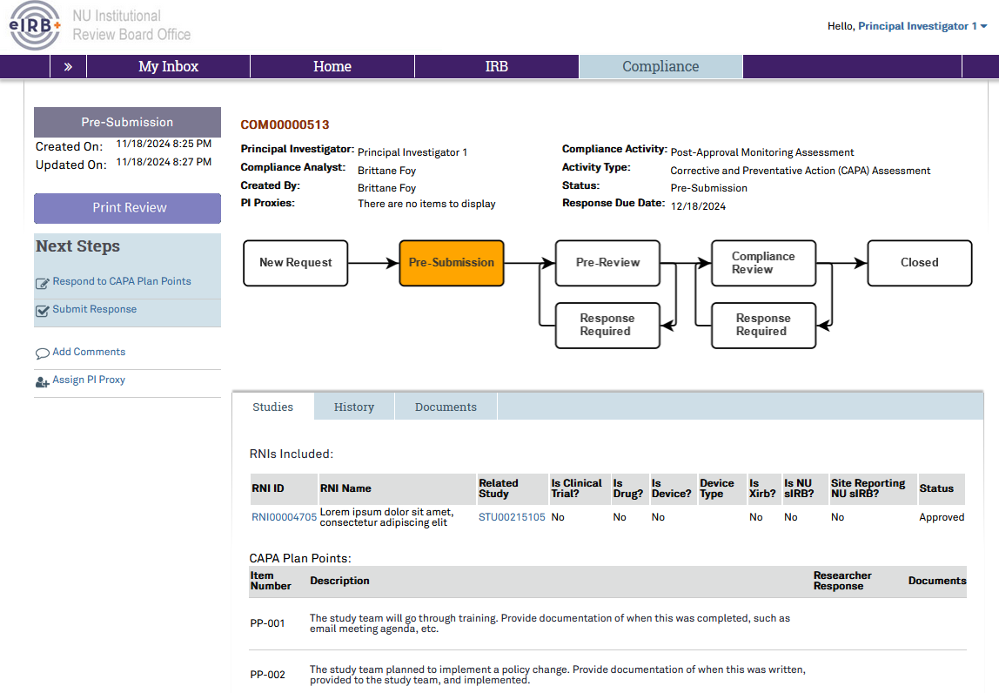 eIRB+
NU Institutional
Review Board Office
Hello, Principal Investigator 1
»
My Inbox
Home
IRB
Compliance
Pre-Submission
Created On: 11/18/2024 8:25 PM
Updated On: 11/18/2024 8:27 PM
Print Review
Next Steps
Respond to CAPA Plan Points
Submit Response
Add Comments
Assign PI Proxy
COM00000513
Principal Investigator: Principal Investigator 1
Compliance Analyst: Brittane Foy
Created By: Brittane Foy
PI Proxies: There are no items to display
Compliance Activity: Post-Approval Monitoring Assessment
Activity Type: Corrective and Preventative Action (CAPA) Assessment
Status: Pre-Submission
Response Due Date: 12/18/2024
New Request
Pre-Submission
Pre-Review
Compliance
Review
Closed
Response
Required
Response
Required
Studies
History
Documents
RNIs Included:
RNI ID
RNI Name
Related
Study
Is Clinical
Trial?
Is
Drug?
Is
Device?
Device
Type
Is
Xirb?
Is NU
sIRB?
Site Reporting
NU sIRB?
Status
RNI00004705
Lorem ipsum dolor sit amet,
consectetur adipiscing elit
STU00215105
No
No
No
No
No
No
Approved
CAPA Plan Points:
Item
Number
Description
Researcher
Response
Documents
PP-001
The study team will go through training. Provide documentation of when this was completed, such as
email meeting agenda, etc.
PP-002
The study team planned to implement a policy change. Provide documentation of when this was written,
provided to the study team, and implemented.